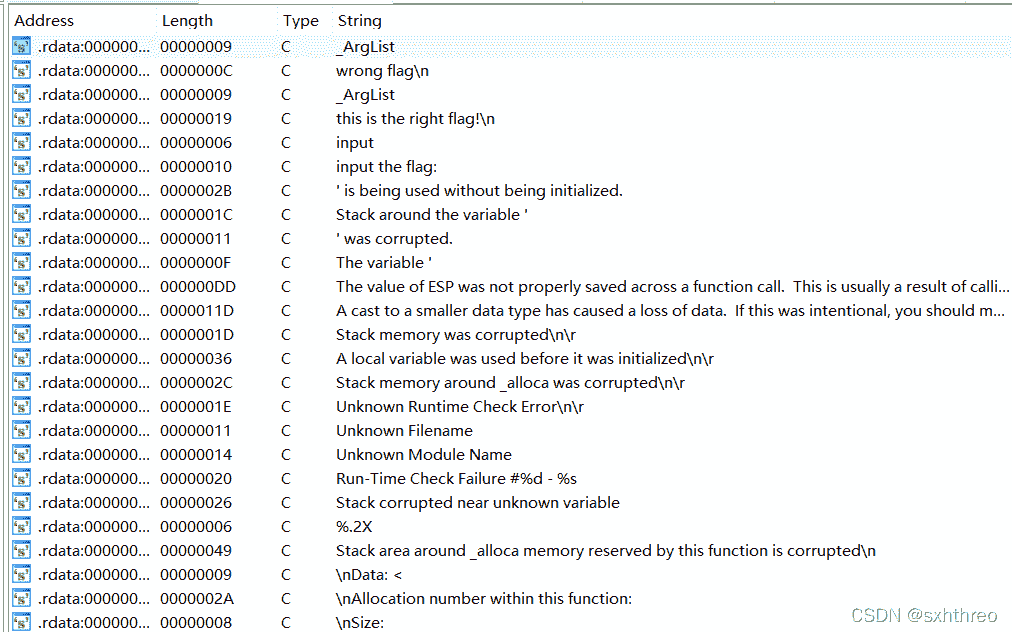 Address Length Type String
.rdata:000000... 00000009 C _ArgList
.rdata:000000... 0000000C C wrong flag\n
.rdata:000000... 00000009 C _ArgList
.rdata:000000... 00000019 C this is the right flag!\n
.rdata:000000... 00000006 C input
.rdata:000000... 00000010 C input the flag:
.rdata:000000... 0000002B C ' is being used without being initialized.
.rdata:000000... 0000001C C Stack around the variable '
.rdata:000000... 00000011 C ' was corrupted.
.rdata:000000... 0000000F C The variable '
.rdata:000000... 000000DD C The value of ESP was not properly saved across a function call.  This is usually a result of calli...
.rdata:000000... 0000011D C A cast to a smaller data type has caused a loss of data.  If this was intentional, you should m...
.rdata:000000... 0000001D C Stack memory was corrupted\n\r
.rdata:000000... 00000036 C A local variable was used before it was initialized\n\r
.rdata:000000... 0000002C C Stack memory around _alloca was corrupted\n\r
.rdata:000000... 0000001E C Unknown Runtime Check Error\n\r
.rdata:000000... 00000011 C Unknown Filename
.rdata:000000... 00000014 C Unknown Module Name
.rdata:000000... 00000020 C Run-Time Check Failure #%d - %s
.rdata:000000... 00000026 C Stack corrupted near unknown variable
.rdata:000000... 00000006 C %.2X
.rdata:000000... 00000049 C Stack area around _alloca memory reserved by this function is corrupted\n
.rdata:000000... 00000009 C \nData: <
.rdata:000000... 0000002A C \nAllocation number within this function:
.rdata:000000... 00000008 C \nSize:
CSDN @sxhthreo